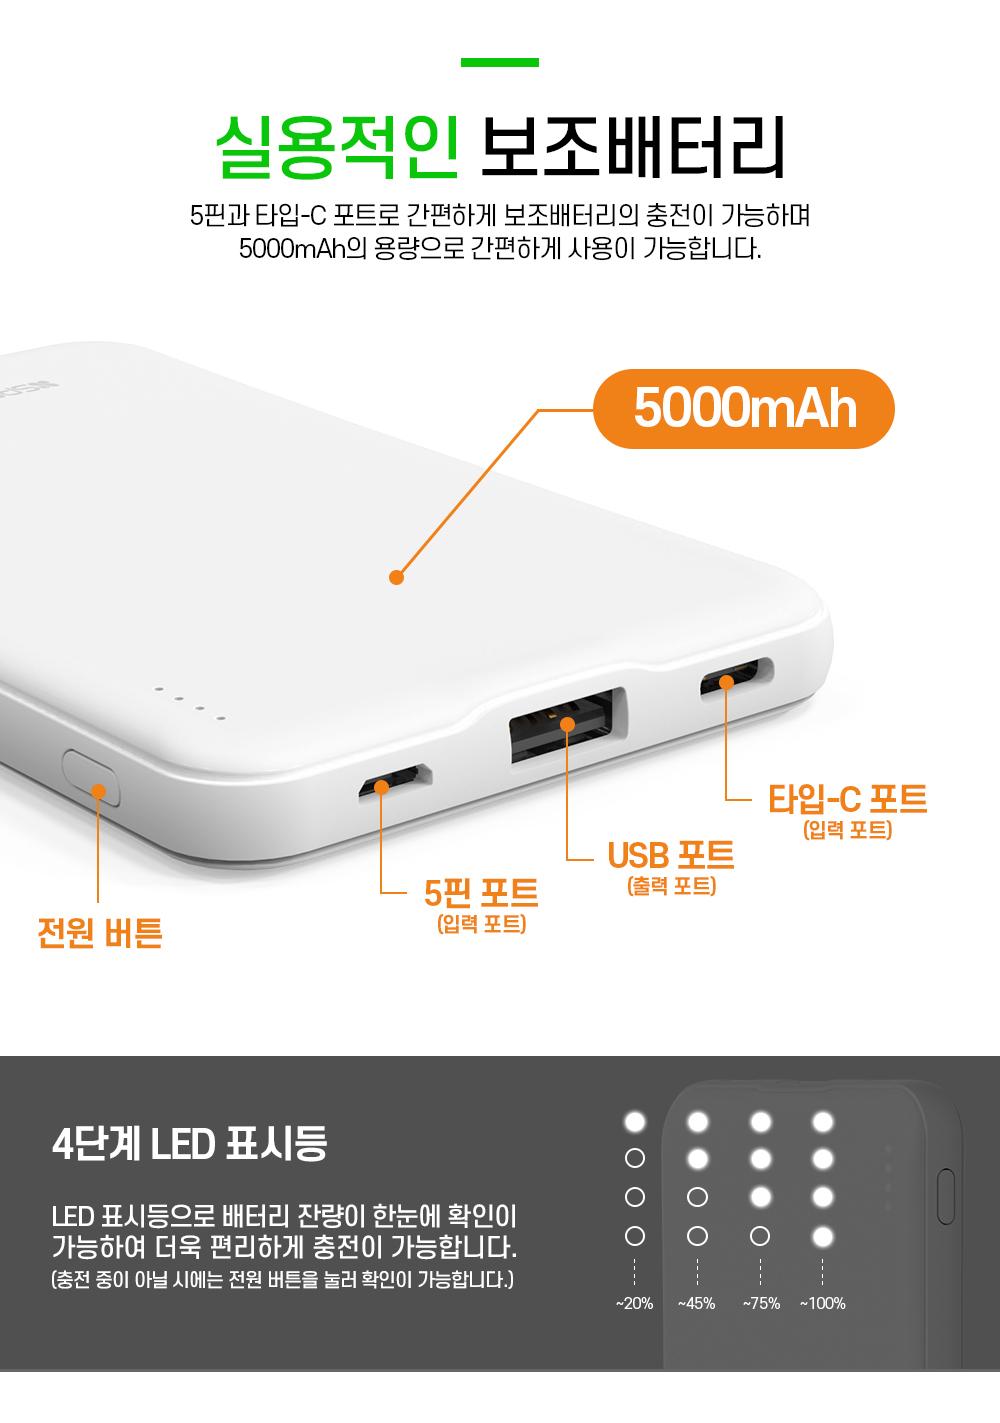 실용적인 보조배터리
5핀과 타입-C 포트로 간편하게 보조배터리의 충전이 가능하며
5000mAh의 용량으로 간편하게 사용이 가능합니다.
5000mAh
타입-C 포트
(입력 포트)
USB 포트
(출력 포트)
5핀 포트
(입력 포트)
전원 버튼
4단계 LED 표시등
LED 표시등으로 배터리 잔량이 한눈에 확인이
가능하여 더욱 편리하게 충전이 가능합니다.
(충전 중이 아닐 시에는 전원 버튼을 눌러 확인이 가능합니다.)
~20% ~45% ~75% ~100%